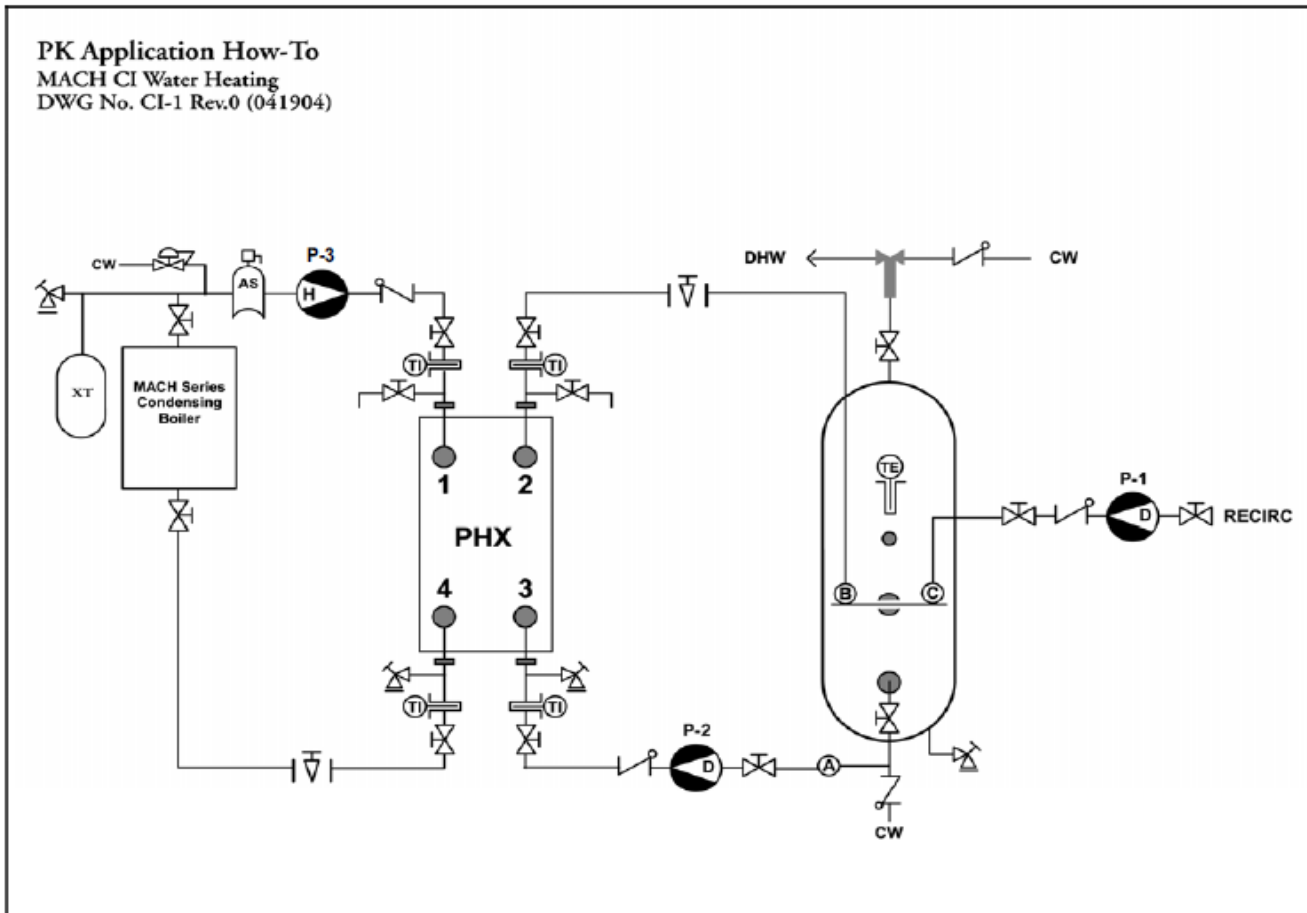 PK Application How-To
MACH CI Water Heating
DWG No. CI-1 Rev.0 (041904)
P-3
DHW
CW
CW
AS
H
TI
TI
XT
MACH Series
Condensing
Boiler
1
2
TE
P-1
D
RECIRC
PHX
4
3
B
C
TI
TI
P-2
D
A
CW